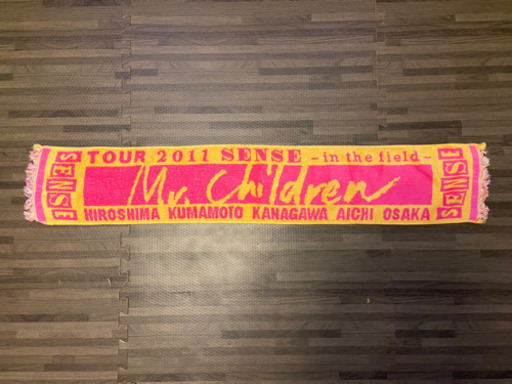 TOUR 2011 SENSE -in the field-
SENSE
Mr. Children
SENSE
HIROSHIMA KUMAMOTO KANAGAWA AICHI OSAKA